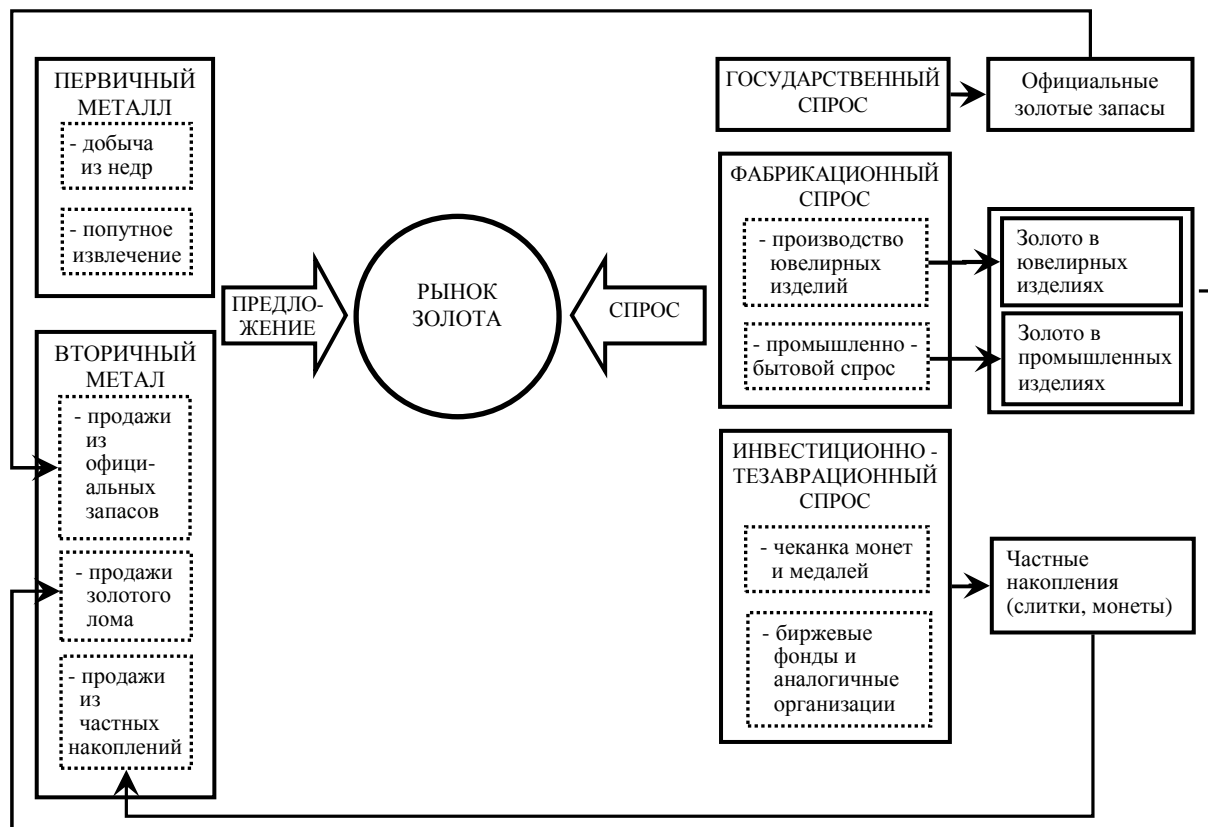 ПЕРВИЧНЫЙ
МЕТАЛЛ
- добыча
из недр
- попутное
извлечение
ВТОРИЧНЫЙ
МЕТАЛ
- продажи
из
офици-
альных
запасов
- продажи
золотого
лома
- продажи
из
частных
накоплений
ПРЕДЛО-
ЖЕНИЕ
РЫНОК
ЗОЛОТА
СПРОС
ГОСУДАРСТВЕННЫЙ
СПРОС
Официальные
золотые запасы
ФАБРИКАЦИОННЫЙ
СПРОС
- производство
ювелирных
изделий
- промышленно -
бытовой спрос
Золото в
ювелирных
изделиях
Золото в
промышленных
изделиях
ИНВЕСТИЦИОННО -
ТЕЗАВРАЦИОННЫЙ
СПРОС
- чеканка монет
и медалей
- биржевые
фонды и
аналогичные
организации
Частные
накопления
(слитки, монеты)